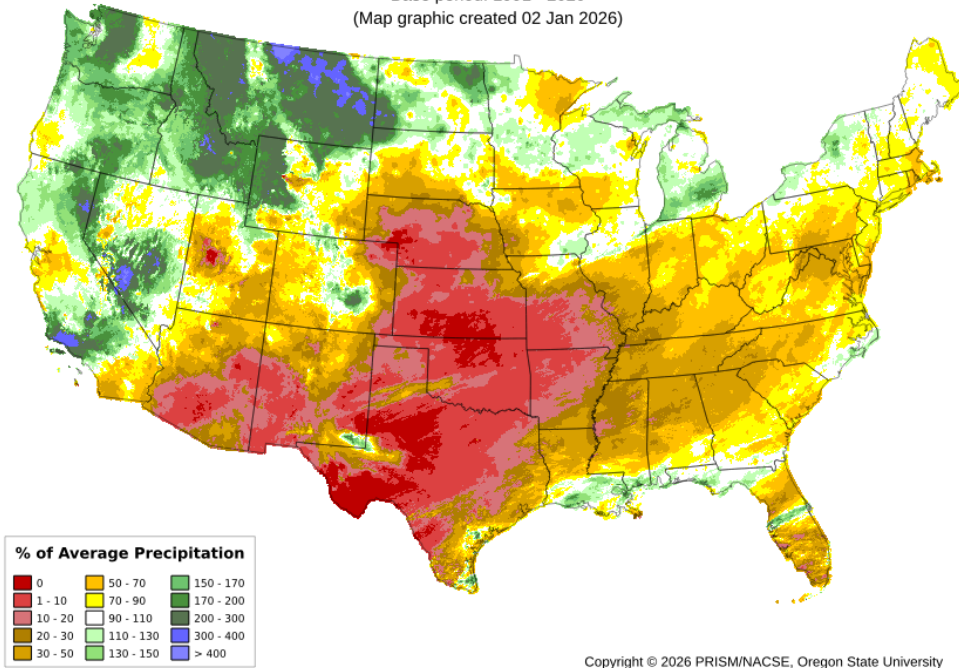 (Map graphic created 02 Jan 2026)
% of Average Precipitation
0
1 - 10
10 - 20
20 - 30
30 - 50
50 - 70
70 - 90
90 - 110
110 - 130
130 - 150
150 - 170
170 - 200
200 - 300
300 - 400
> 400
Copyright © 2026 PRISM/NACSE, Oregon State University